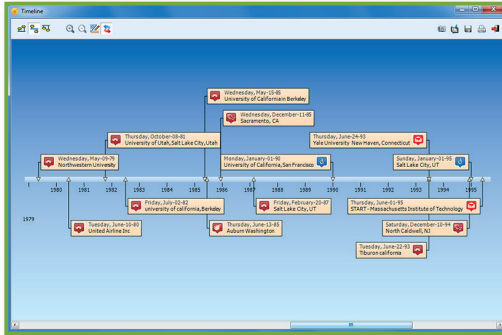 Timeline
Wednesday, May-15-85
University of Californiain Berkeley
Wednesday, December-11-85
Sacramento, CA
Thursday, October-08-81
University of Utah,Salt Lake City,Utah
Thursday, June-24-93
Yale University New Haven, Connecticut
Wednesday, May-09-79
Northwestern University
Monday, January-01-90
University of California,San Francisco
Sunday, January-01-95
Salt Lake City, UT
1980
1981
1982
1983
1984
1985
1986
1987
1988
1989
1990
1991
1992
1993
1994
1995
1979
Friday, July-02-82
university of california,Berkeley
Friday, February-20-87
Salt Lake City, UT
Thursday, June-01-95
START - Massachusetts Institute of Technology
Tuesday, June-10-80
United Airline Inc
Thursday, June-13-85
Auburn Washington
Saturday, December-10-94
North Caldwell, NJ
Tuesday, June-22-93
Tiburon california